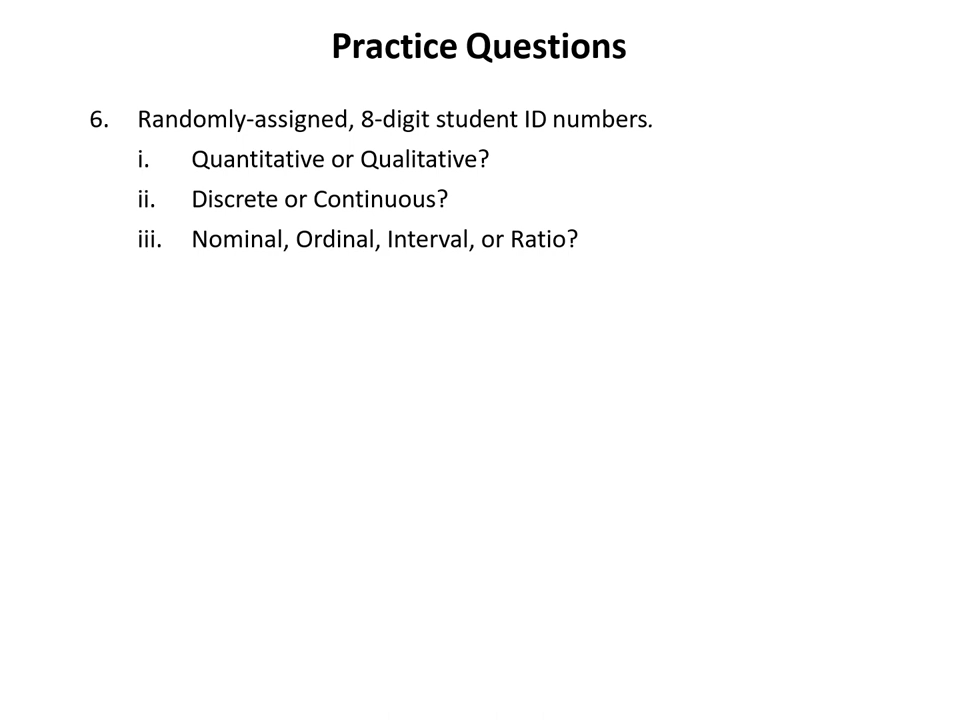 Practice Questions
6. Randomly-assigned, 8-digit student ID numbers.
i. Quantitative or Qualitative?
ii. Discrete or Continuous?
iii. Nominal, Ordinal, Interval, or Ratio?